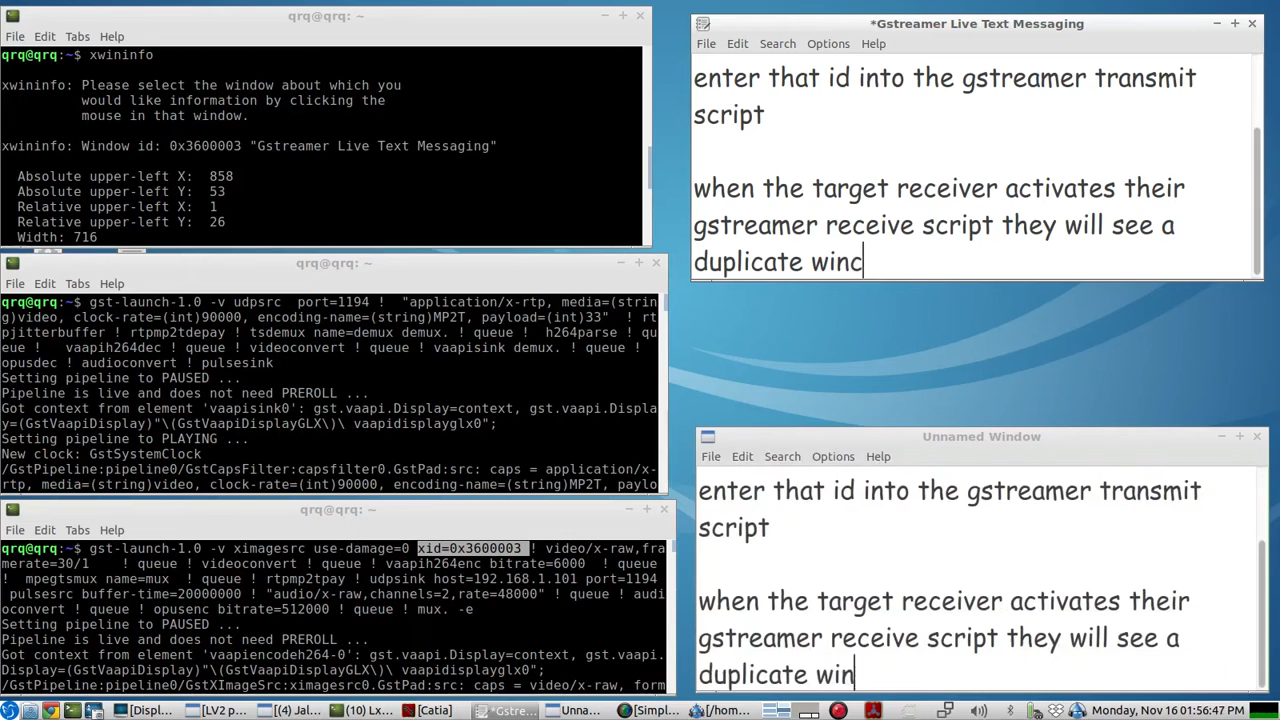 qrq@qrq: ~
File Edit Tabs Help
qrq@qrq:~$ xwininfo
xwininfo: Please select the window about which you
would like information by clicking the
mouse in that window.
xwininfo: Window id: 0x3600003 "Gstreamer Live Text Messaging"
Absolute upper-left X: 858
Absolute upper-left Y: 53
Relative upper-left X: 1
Relative upper-left Y: 26
Width: 716
qrq@qrq: ~
File Edit Tabs Help
qrq@qrq:~$ gst-launch-1.0 -v udpsrc port=1194 ! "application/x-rtp, media=(strin
g)video, clock-rate=(int)90000, encoding-name=(string)MP2T, payload=(int)33" ! rt
pjitterbuffer ! rtpmp2tdepay ! tsdemux name=demux demux. ! queue ! h264parse ! qu
eue ! vaapih264dec ! queue ! videoconvert ! queue ! vaapisink demux. ! queue !
opusdec ! audioconvert ! pulsesink
Setting pipeline to PAUSED ...
Pipeline is live and does not need PREROLL ...
Got context from element 'vaapisink0': gst.vaapi.Display=context, gst.vaapi.Displa
y=(GstVaapiDisplay)"\(GstVaapiDisplayGLX\)\ vaapidisplayglx0";
Setting pipeline to PLAYING ...
New clock: GstSystemClock
/GstPipeline:pipeline0/GstCapsFilter:capsfilter0.GstPad:src: caps = application/x-
rtp, media=(string)video, clock-rate=(int)90000, encoding-name=(string)MP2T, paylo
qrq@qrq: ~
File Edit Tabs Help
qrq@qrq:~$ gst-launch-1.0 -v ximagesrc use-damage=0 xid=0x3600003 ! video/x-raw,fra
merate=30/1 ! queue ! videoconvert ! queue ! vaapih264enc bitrate=6000 ! queue
! mpegtsmux name=mux ! queue ! rtpmp2tpay ! udpsink host=192.168.1.101 port=1194
pulsesrc buffer-time=20000000 ! "audio/x-raw,channels=2,rate=48000" ! queue ! audi
oconvert ! queue ! opusenc bitrate=512000 ! queue ! mux. -e
Setting pipeline to PAUSED ...
Pipeline is live and does not need PREROLL ...
Got context from element 'vaapiencodeh264-0': gst.vaapi.Display=context, gst.vaapi.
Display=(GstVaapiDisplay)"\(GstVaapiDisplayGLX\)\ vaapidisplayglx0";
/GstPipeline:pipeline0/GstXImageSrc:ximagesrc0.GstPad:src: caps = video/x-raw, form
*Gstreamer Live Text Messaging
File Edit Search Options Help
enter that id into the gstreamer transmit
script
when the target receiver activates their
gstreamer receive script they will see a
duplicate winc
Unnamed Window
File Edit Search Options Help
enter that id into the gstreamer transmit
script
when the target receiver activates their
gstreamer receive script they will see a
duplicate win
[Displ... [LV2 p... [(4) Jal... (10) Lx... [Catia] *Gstre... Unna... [Simpl... [/hom... Monday, Nov 16 01:56:47 PM